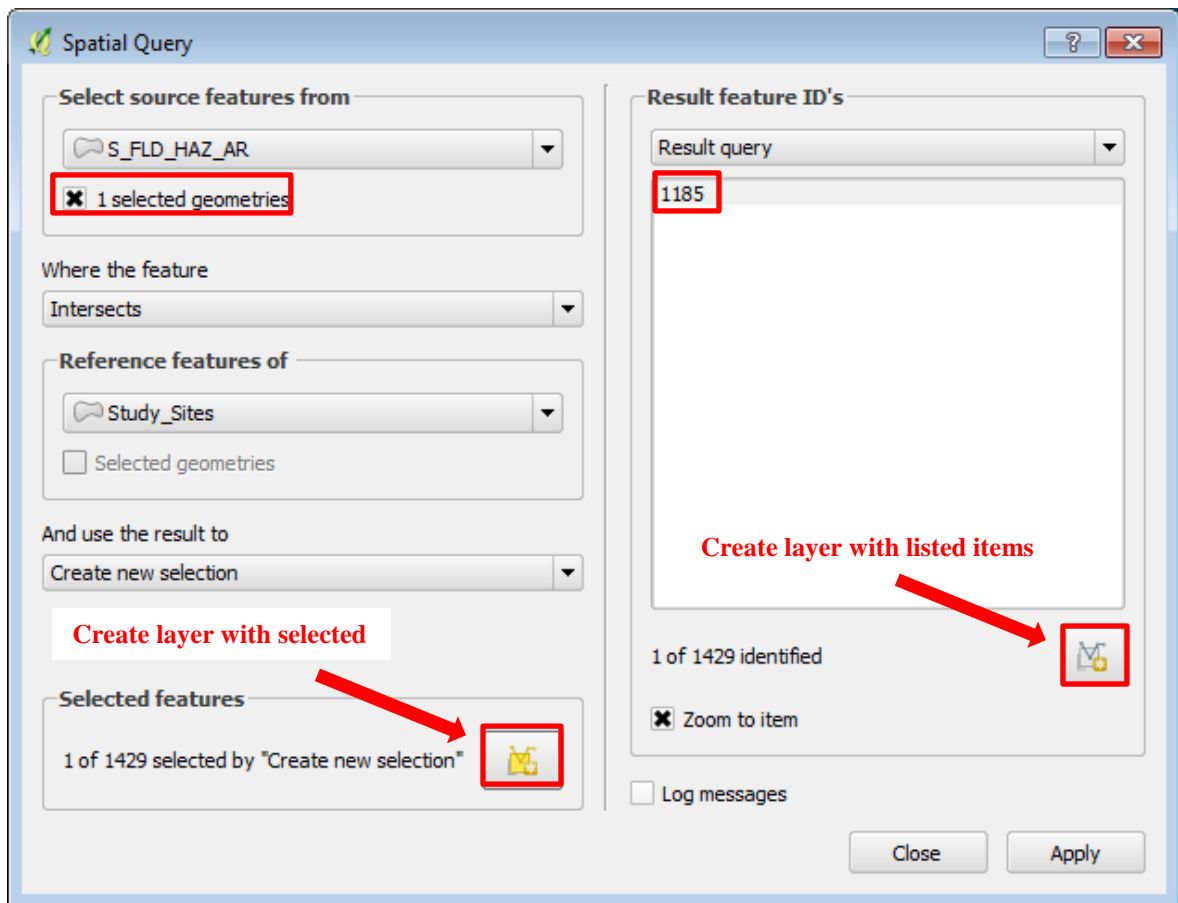 Spatial Query
Select source features from
S_FLD_HAZ_AR
1 selected geometries
Where the feature
Intersects
Reference features of
Study_Sites
Selected geometries
And use the result to
Create new selection
Create layer with selected
Selected features
1 of 1429 selected by "Create new selection"
Result feature ID's
Result query
1185
Create layer with listed items
1 of 1429 identified
Zoom to item
Log messages
Close
Apply